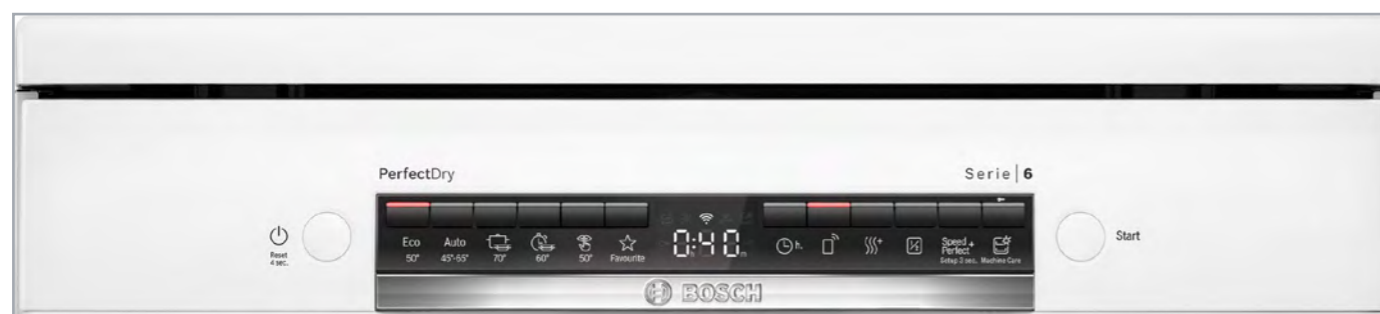 PerfectDry
Serie | 6
Reset
4 sec.
Eco
50°
Auto
45°-65°
70°
60°
50°
Favourite
0:40
h
m
h.
Speed +
Perfect
Setup 3 sec.
Machine Care
Start
BOSCH